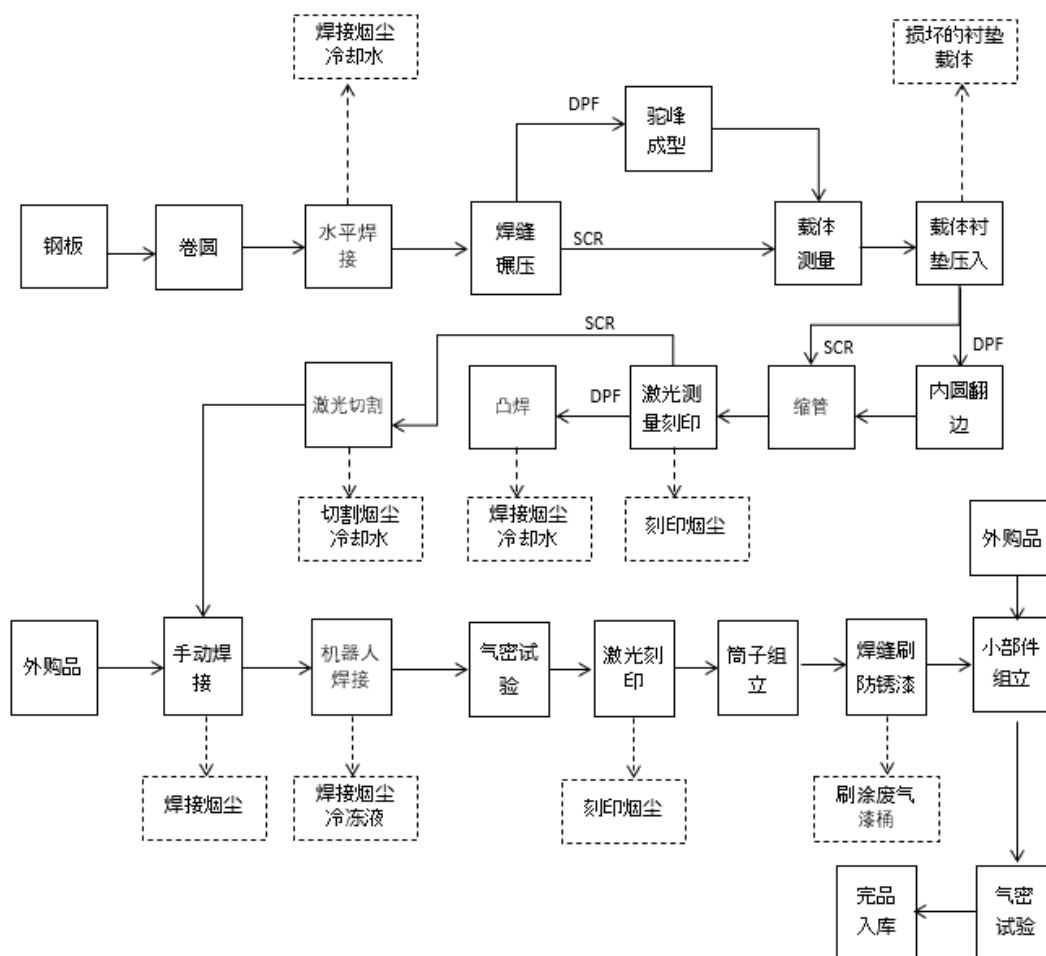 焊接烟尘
冷却水
损坏的衬垫
载体
DPF
驼峰
成型
钢板
卷圆
水平焊
接
焊缝
碾压
SCR
载体
测量
载体衬
垫压入
SCR
SCR
DPF
激光切割
凸焊
DPF
激光测
量刻印
缩管
内圆翻
边
切割烟尘
冷却水
焊接烟尘
冷却水
刻印烟尘
外购品
外购品
手动焊
接
机器人
焊接
气密试
验
激光刻
印
筒子组
立
焊缝刷
防锈漆
小部件
组立
焊接烟尘
焊接烟尘
冷冻液
刻印烟尘
刷涂废气
漆桶
完品
入库
气密
试验